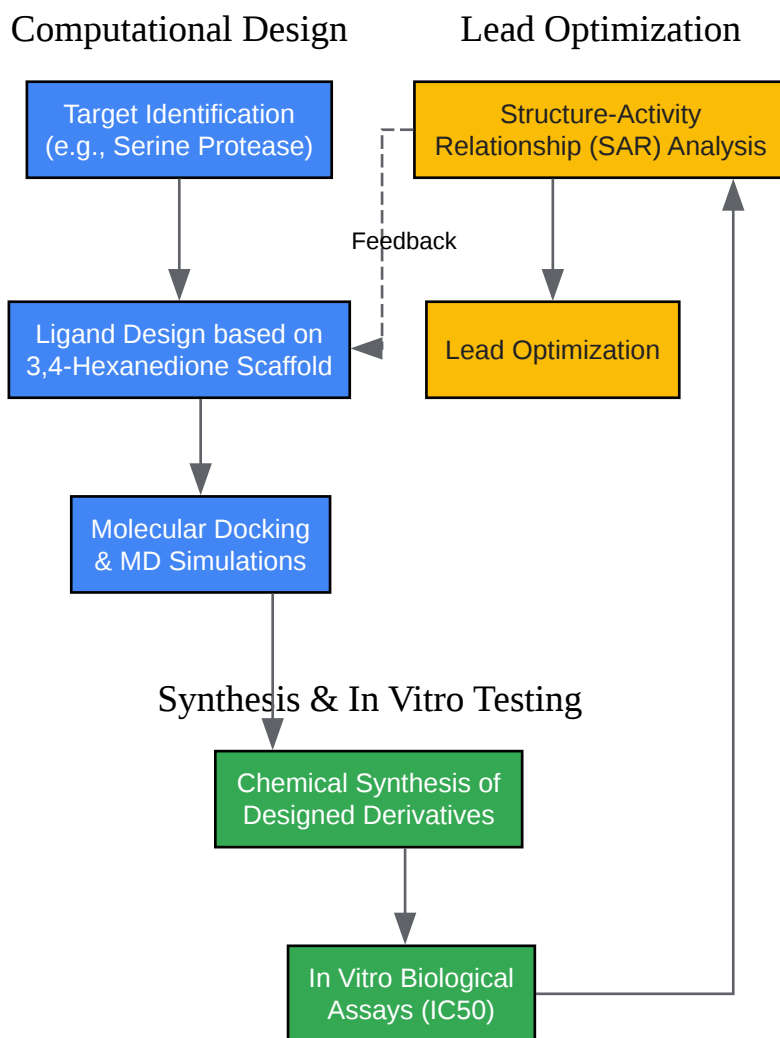 Computational Design
Target Identification
(e.g., Serine Protease)
Ligand Design based on
3,4-Hexanedione Scaffold
Molecular Docking
& MD Simulations
Lead Optimization
Structure-Activity
Relationship (SAR) Analysis
Feedback
Lead Optimization
Synthesis & In Vitro Testing
Chemical Synthesis of
Designed Derivatives
In Vitro Biological
Assays (IC50)